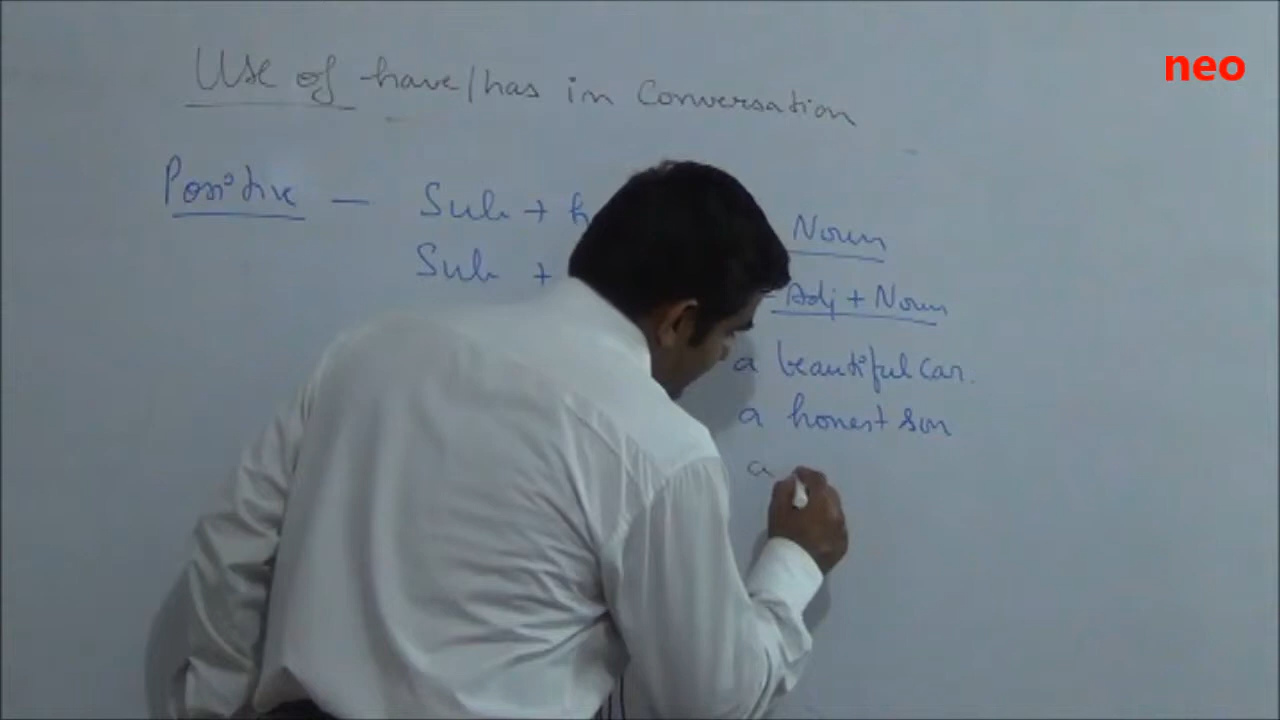 neo
Use of have/has in Conversation
Positive — Sub + h
Noun
Sub +
Adj + Noun
a beautiful car.
a honest son
a